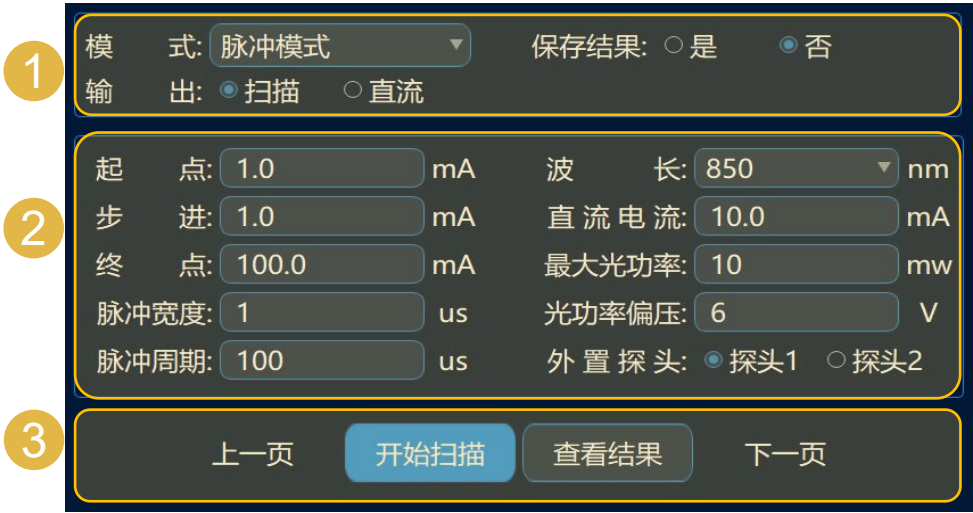 1
模 式: 脉冲模式 保存结果: 是 否
输 出: 扫描 直流
2
起 点: 1.0 mA 波 长: 850 nm
步 进: 1.0 mA 直流电流: 10.0 mA
终 点: 100.0 mA 最大光功率: 10 mw
脉冲宽度: 1 us 光功率偏压: 6 V
脉冲周期: 100 us 外置探头: 探头1 探头2
3
上一页 开始扫描 查看结果 下一页